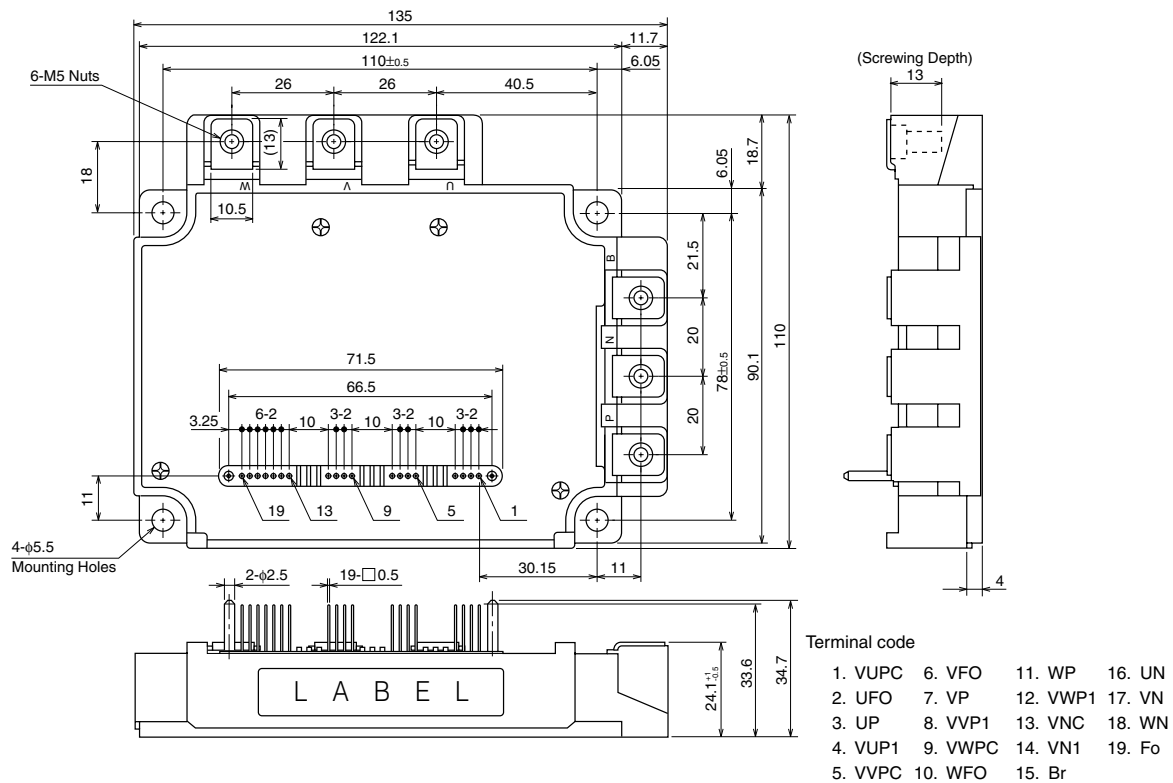 135
122.1
11.7
110±0.5
6.05
6-M5 Nuts
26
26
40.5
(Screwing Depth)
13
(13)
18
10.5
W
V
U
18.7
6.05
21.5
B
20
N
20
P
78±0.5
90.1
110
71.5
66.5
3.25
6-2
10
3-2
10
3-2
10
3-2
11
19
13
9
5
1
4-φ5.5
Mounting Holes
2-φ2.5
19-□0.5
30.15
11
4
LABEL
24.1 +1 -0.5
33.6
34.7
Terminal code
1. VUPC 6. VFO 11. WP 16. UN
2. UFO 7. VP 12. VWP1 17. VN
3. UP 8. VVP1 13. VNC 18. WN
4. VUP1 9. VWPC 14. VN1 19. Fo
5. VVPC 10. WFO 15. Br